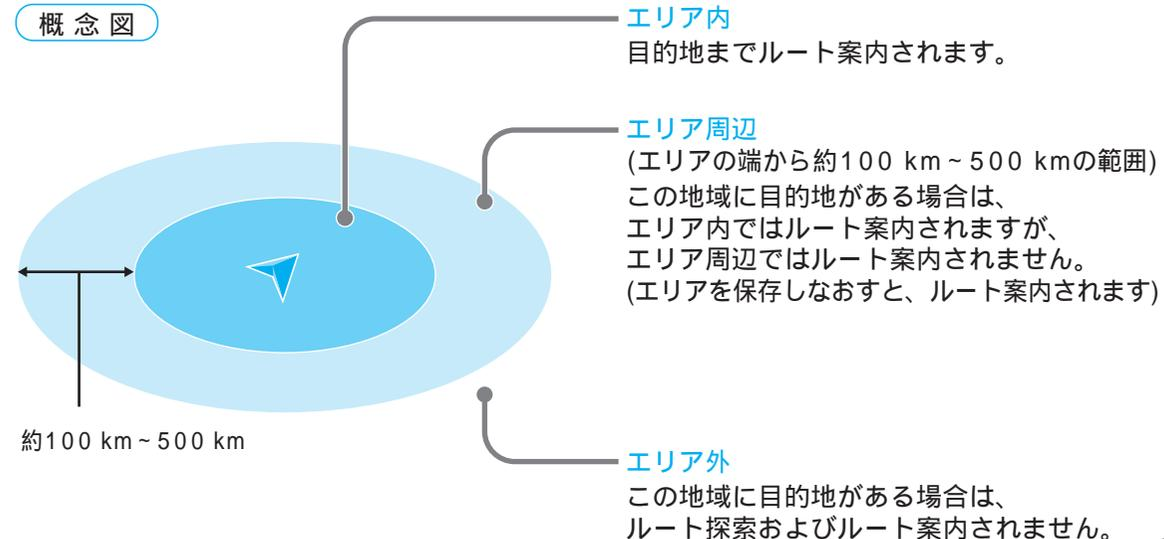 概念図
エリア内
目的地までルート案内されます。
エリア周辺
(エリアの端から約100 km~500 kmの範囲)
この地域に目的地がある場合は、
エリア内ではルート案内されますが、
エリア周辺ではルート案内されません。
(エリアを保存しなおすと、ルート案内されます)
約100 km~500 km
エリア外
この地域に目的地がある場合は、
ルート探索およびルート案内されません。